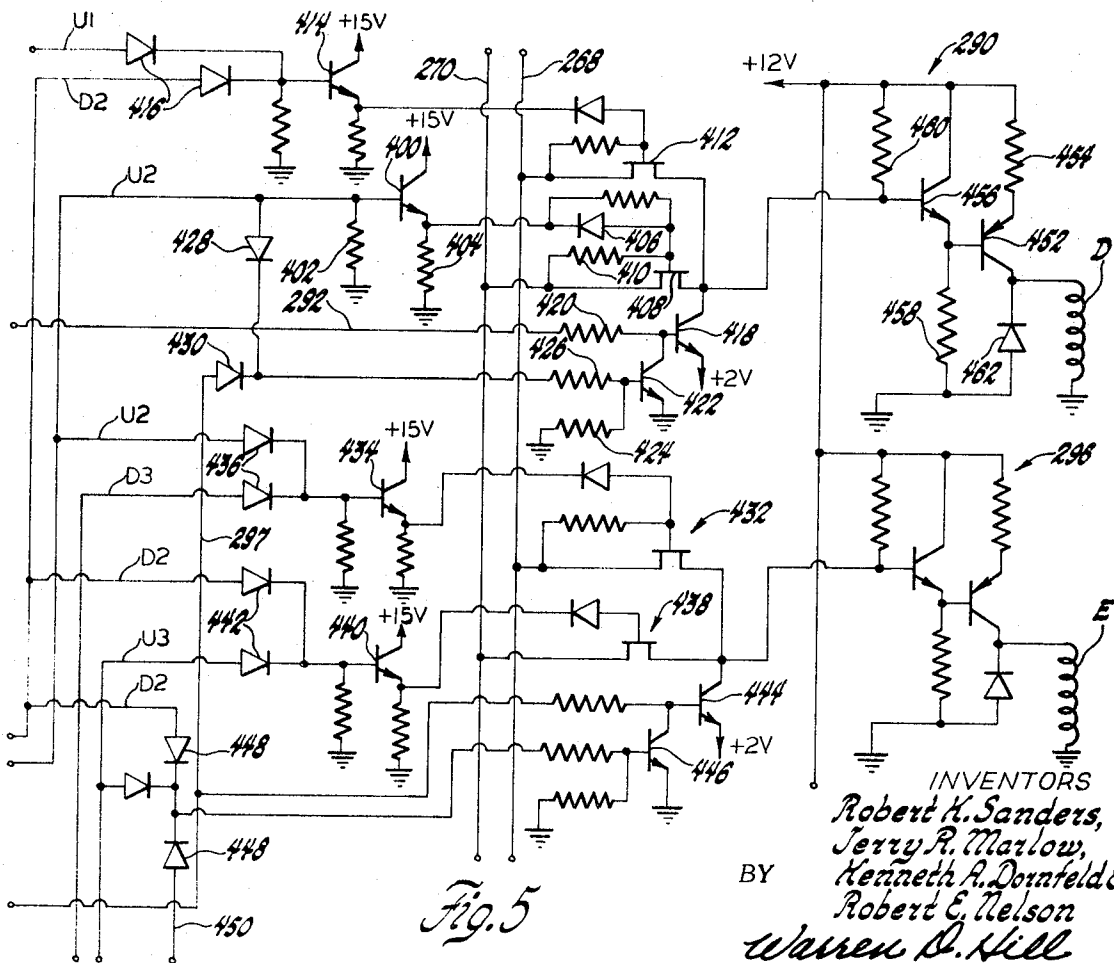 U1
414
+15V
270
268
+12V
290
416
D2
+15V
400
412
460
454
U2
456
428
402
404
406
410
452
D
292
420
408
418
458
430
426
462
+2V
422
U2
+15V
424
436
434
298
D3
432
297
D2
438
+15V
442
440
E
U3
D2
444
448
+2V
446
INVENTORS
Robert K. Sanders,
Jerry R. Marlow,
448
BY Kenneth A. Dornfeld &
Fig. 5
Robert E. Nelson
450
Warren D. Hill